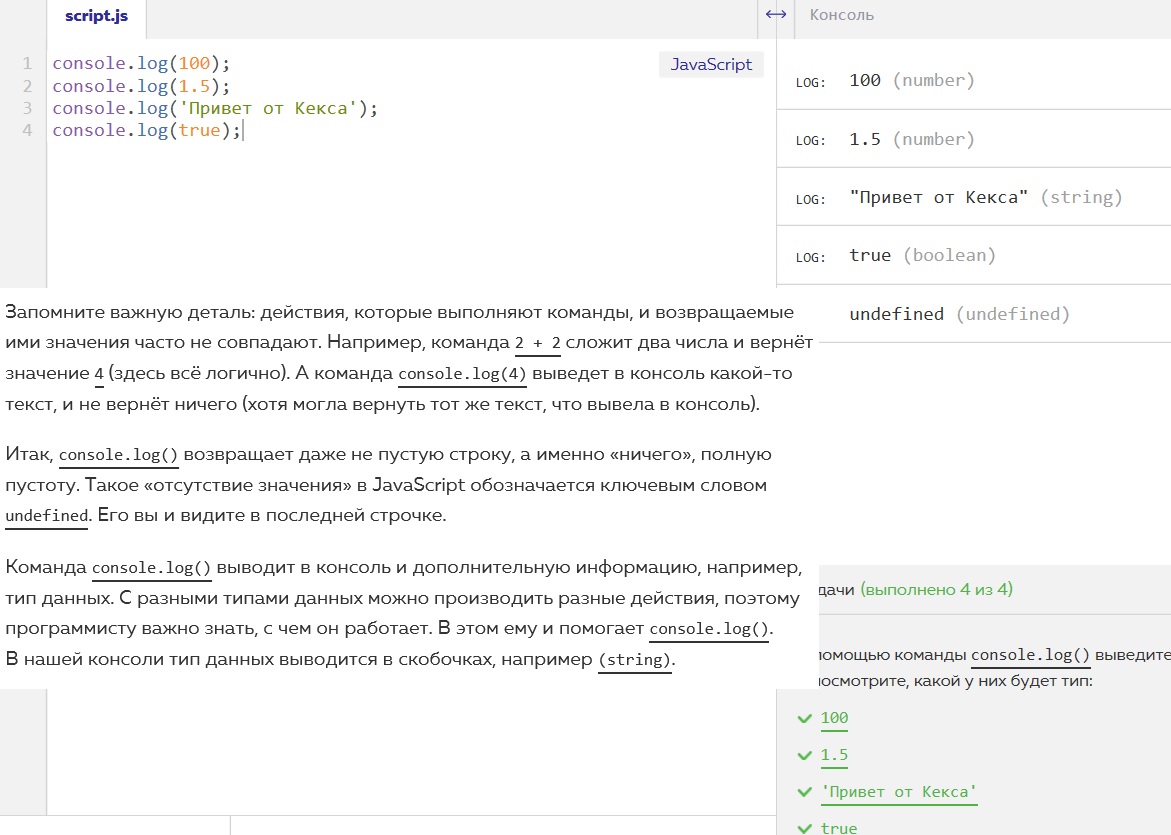 script.js
Консоль
1 console.log(100);
2 console.log(1.5);
3 console.log('Привет от Кекса');
4 console.log(true);
JavaScript
LOG: 100 (number)
LOG: 1.5 (number)
LOG: "Привет от Кекса" (string)
LOG: true (boolean)
undefined (undefined)
Запомните важную деталь: действия, которые выполняют команды, и возвращаемые
ими значения часто не совпадают. Например, команда 2 + 2 сложит два числа и вернёт
значение 4 (здесь всё логично). А команда console.log(4) выведет в консоль какой-то
текст, и не вернёт ничего (хотя могла вернуть тот же текст, что вывела в консоль).
Итак, console.log() возвращает даже не пустую строку, а именно «ничего», полную
пустоту. Такое «отсутствие значения» в JavaScript обозначается ключевым словом
undefined. Его вы и видите в последней строчке.
Команда console.log() выводит в консоль и дополнительную информацию, например,
тип данных. С разными типами данных можно производить разные действия, поэтому
программисту важно знать, с чем он работает. В этом ему и помогает console.log().
В нашей консоли тип данных выводится в скобочках, например (string).
дачи (выполнено 4 из 4)
помощью команды console.log() выведите
посмотрите, какой у них будет тип:
100
1.5
'Привет от Кекса'
true